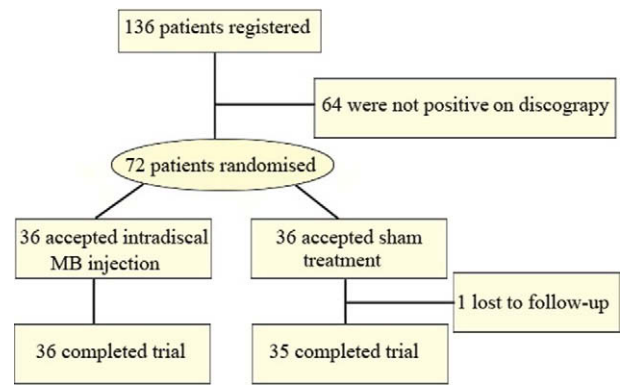 136 patients registered
64 were not positive on discograpy
72 patients randomised
36 accepted intradiscal
MB injection
36 accepted sham
treatment
1 lost to follow-up
36 completed trial
35 completed trial